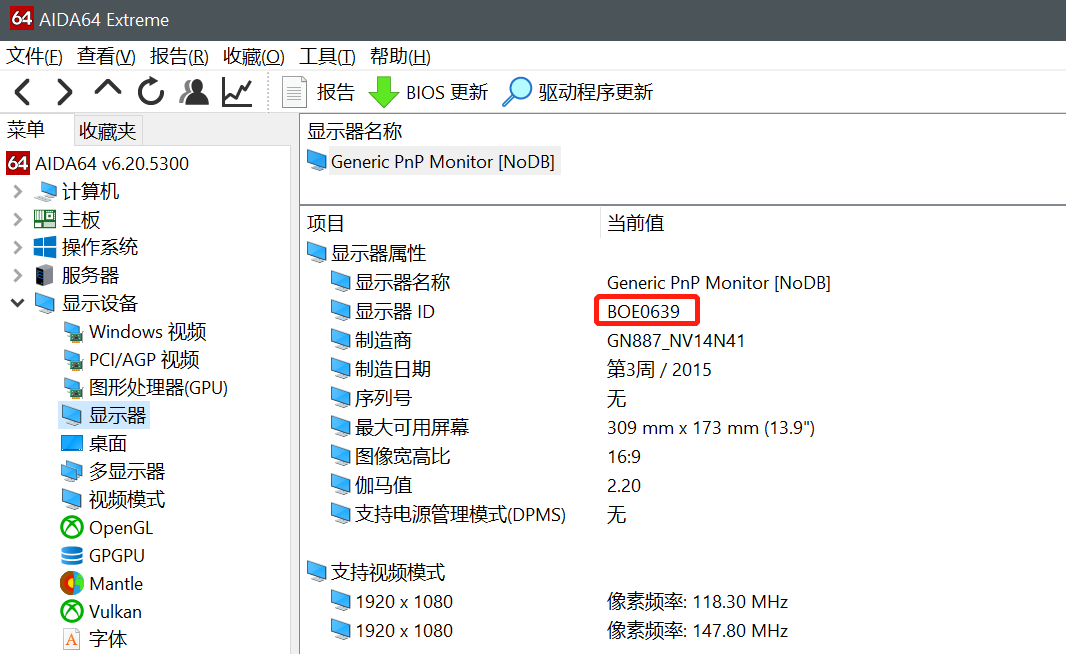 64 AIDA64 Extreme
文件(F) 查看(V) 报告(R) 收藏(O) 工具(T) 帮助(H)
报告 BIOS 更新 驱动程序更新
菜单 收藏夹
64 AIDA64 v6.20.5300
计算机
主板
操作系统
服务器
显示设备
Windows 视频
PCI/AGP 视频
图形处理器(GPU)
显示器
桌面
多显示器
视频模式
OpenGL
GPGPU
Mantle
Vulkan
A 字体
显示器名称
Generic PnP Monitor [NoDB]
项目 当前值
显示器属性
显示器名称 Generic PnP Monitor [NoDB]
显示器 ID BOE0639
制造商 GN887_NV14N41
制造日期 第3周 / 2015
序列号 无
最大可用屏幕 309 mm x 173 mm (13.9")
图像宽高比 16:9
伽马值 2.20
支持电源管理模式(DPMS) 无
支持视频模式
1920 x 1080 像素频率: 118.30 MHz
1920 x 1080 像素频率: 147.80 MHz